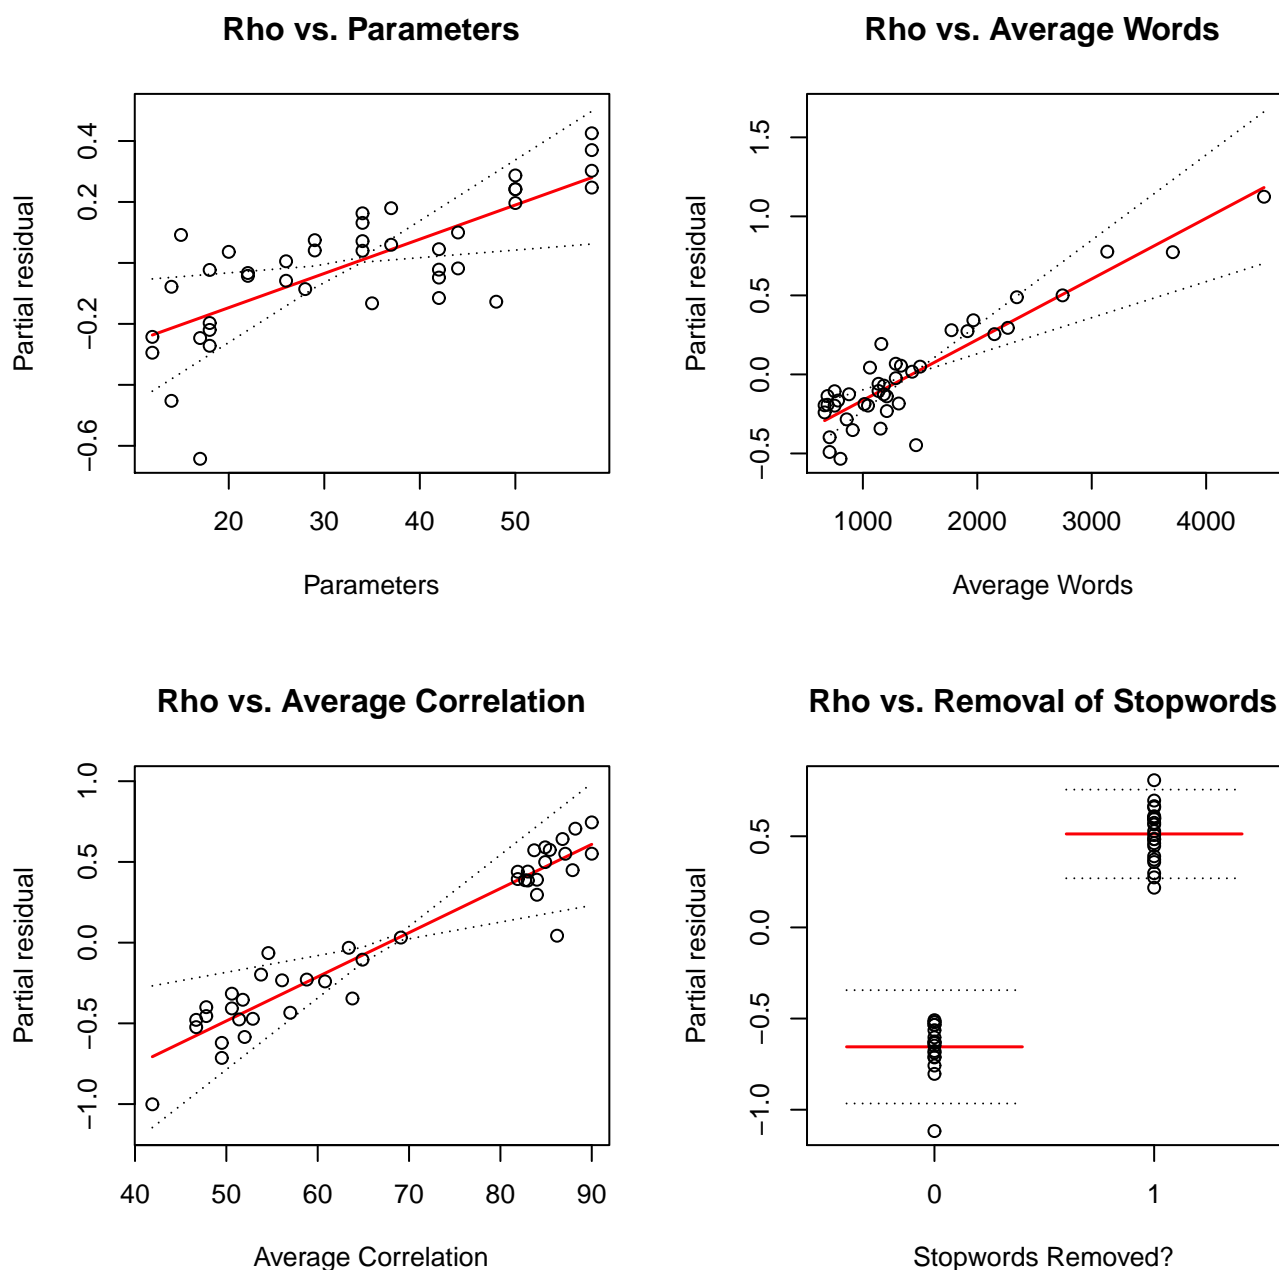 Rho vs. Parameters
Partial residual
0.4
0.2
−0.2
−0.6
20 30 40 50
Parameters
Rho vs. Average Words
Partial residual
1.5
1.0
0.5
0.0
−0.5
1000 2000 3000 4000
Average Words
Rho vs. Average Correlation
Partial residual
1.0
0.5
0.0
−0.5
−1.0
40 50 60 70 80 90
Average Correlation
Rho vs. Removal of Stopwords
Partial residual
0.5
0.0
−0.5
−1.0
0 1
Stopwords Removed?